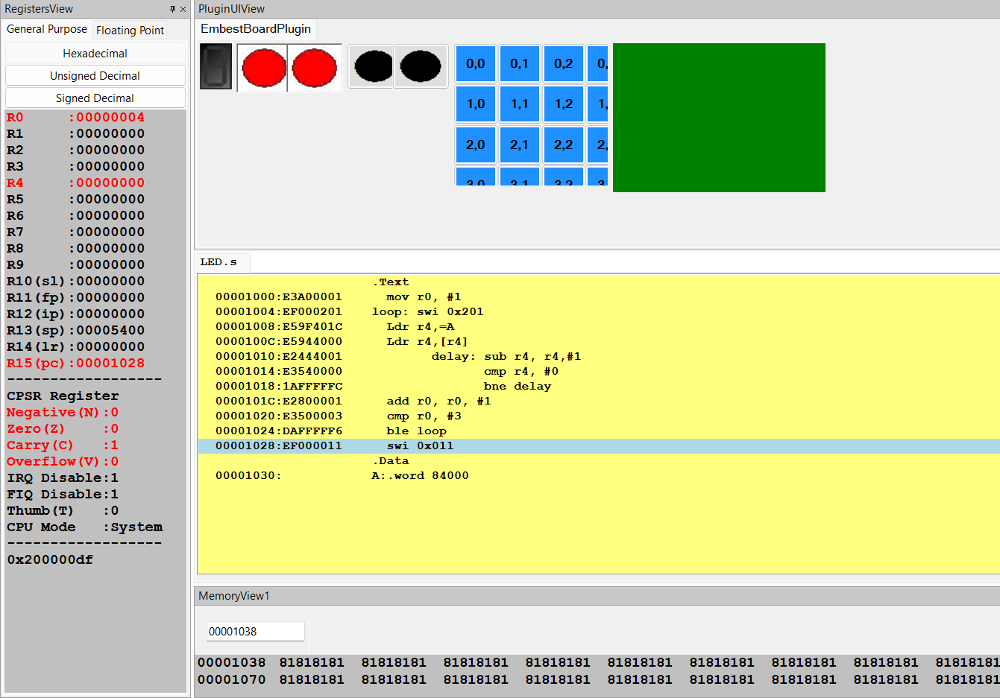 RegistersView
General Purpose Floating Point
Hexadecimal
Unsigned Decimal
Signed Decimal
R0 :00000004
R1 :00000000
R2 :00000000
R3 :00000000
R4 :00000000
R5 :00000000
R6 :00000000
R7 :00000000
R8 :00000000
R9 :00000000
R10(sl):00000000
R11(fp):00000000
R12(ip):00000000
R13(sp):00005400
R14(lr):00000000
R15(pc):00001028
------------------
CPSR Register
Negative(N):0
Zero(Z) :0
Carry(C) :1
Overflow(V):0
IRQ Disable:1
FIQ Disable:1
Thumb(T) :0
CPU Mode :System
------------------
0x200000df
PluginUIView
EmbestBoardPlugin
0,0 0,1 0,2 0,
1,0 1,1 1,2 1,
2,0 2,1 2,2 2,
3,0 3,1 3,2 3
LED.s
.Text
00001000:E3A00001 mov r0, #1
00001004:EF000201 loop: swi 0x201
00001008:E59F401C Ldr r4,=A
0000100C:E5944000 Ldr r4,[r4]
00001010:E2444001 delay: sub r4, r4,#1
00001014:E3540000 cmp r4, #0
00001018:1AFFFFFC bne delay
0000101C:E2800001 add r0, r0, #1
00001020:E3500003 cmp r0, #3
00001024:DAFFFFF6 ble loop
00001028:EF000011 swi 0x011
.Data
00001030: A:.word 84000
MemoryView1
00001038
00001038 81818181 81818181 81818181 81818181 81818181 81818181 81818181 81818181 81818181
00001070 81818181 81818181 81818181 81818181 81818181 81818181 81818181 81818181 81818181